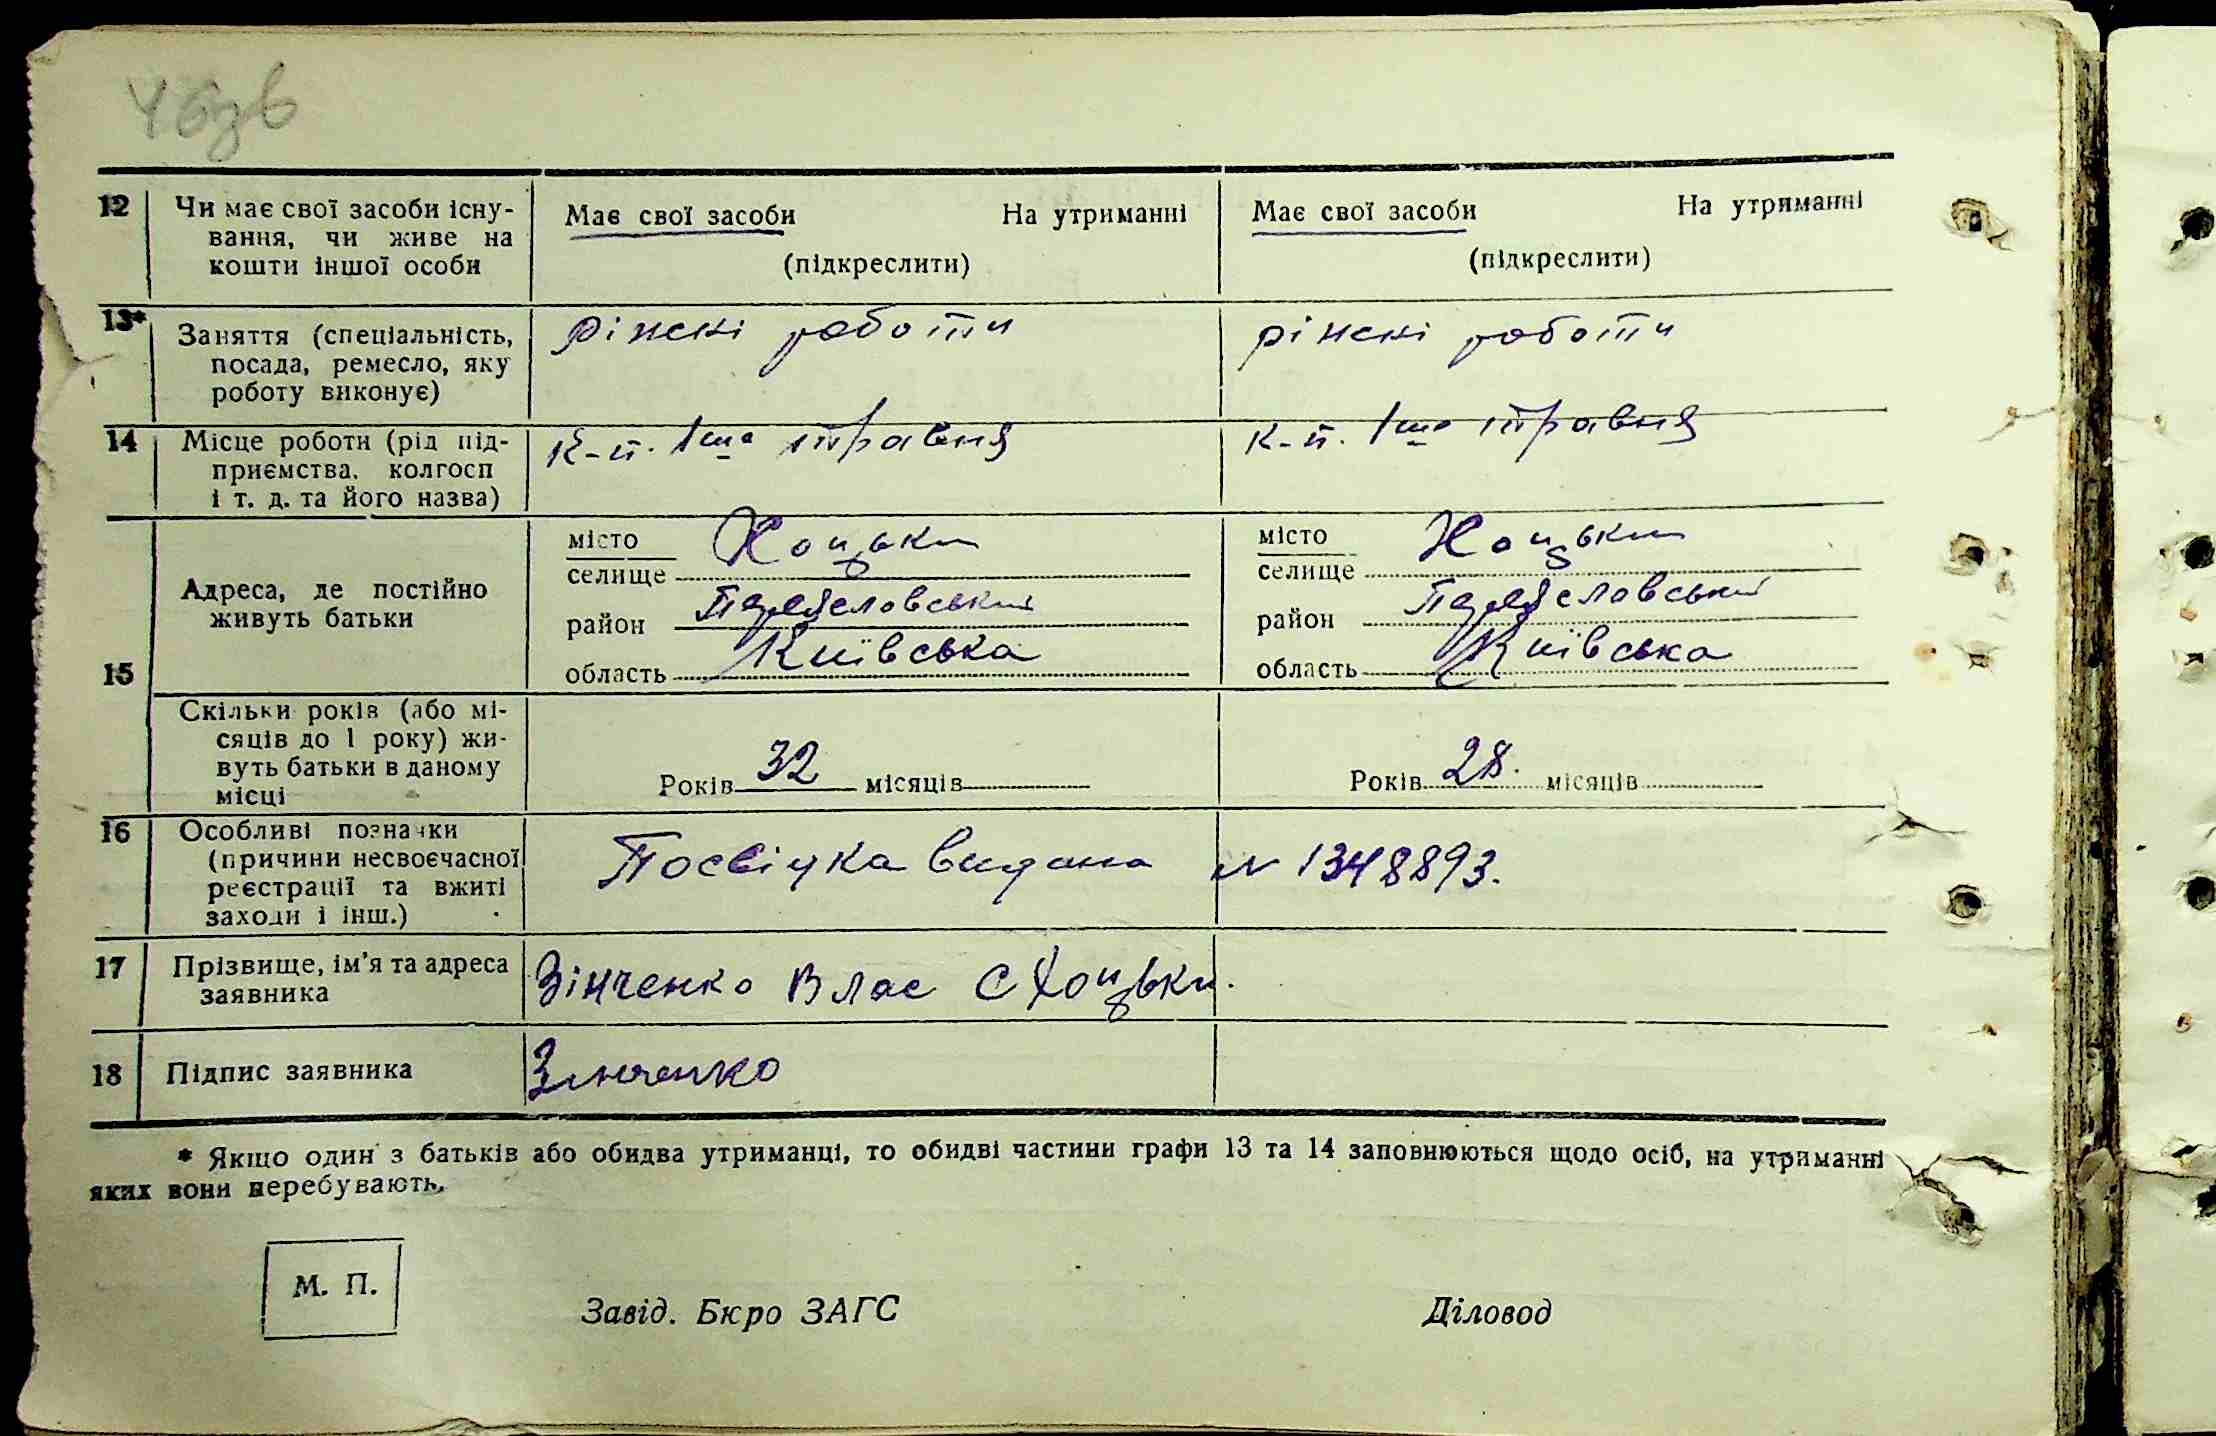 46зв
12 Чи має свої засоби існу- Має свої засоби На утриманні Має свої засоби На утриманні
вання, чи живе на
кошти іншої особи (підкреслити) (підкреслити)
13* Заняття (спеціальність, ріжскі роботи ріжскі роботи
посада, ремесло, яку
роботу виконує)
14 Місце роботи (рід під- К-п. 1ше травня К-п. 1ше травня
приємства, колгосп
і т. д. та його назва)
15 Адреса, де постійно живуть батьки
місто Хоцьки місто Хоцьки
селище селище
район Переяславський район Переяславський
область Київська область Київська
Скільки років (або мі-
сяців до 1 року) жи-
вуть батьки в даному
місці Років 32 місяців Років 28. місяців
16 Особливі позначки
(причини несвоєчасної Посвідка видана № 1348893.
реєстрації та вжиті
заходи і інш.)
17 Прізвище, ім’я та адреса Зінченко Влас С Хоцьки.
заявника
18 Підпис заявника Зінченко
* Якщо один з батьків або обидва утриманці, то обидві частини графи 13 та 14 заповнюються щодо осіб, на утриманні
яких вони перебувають.
М. П.
Завід. Бюро ЗАГС Діловод